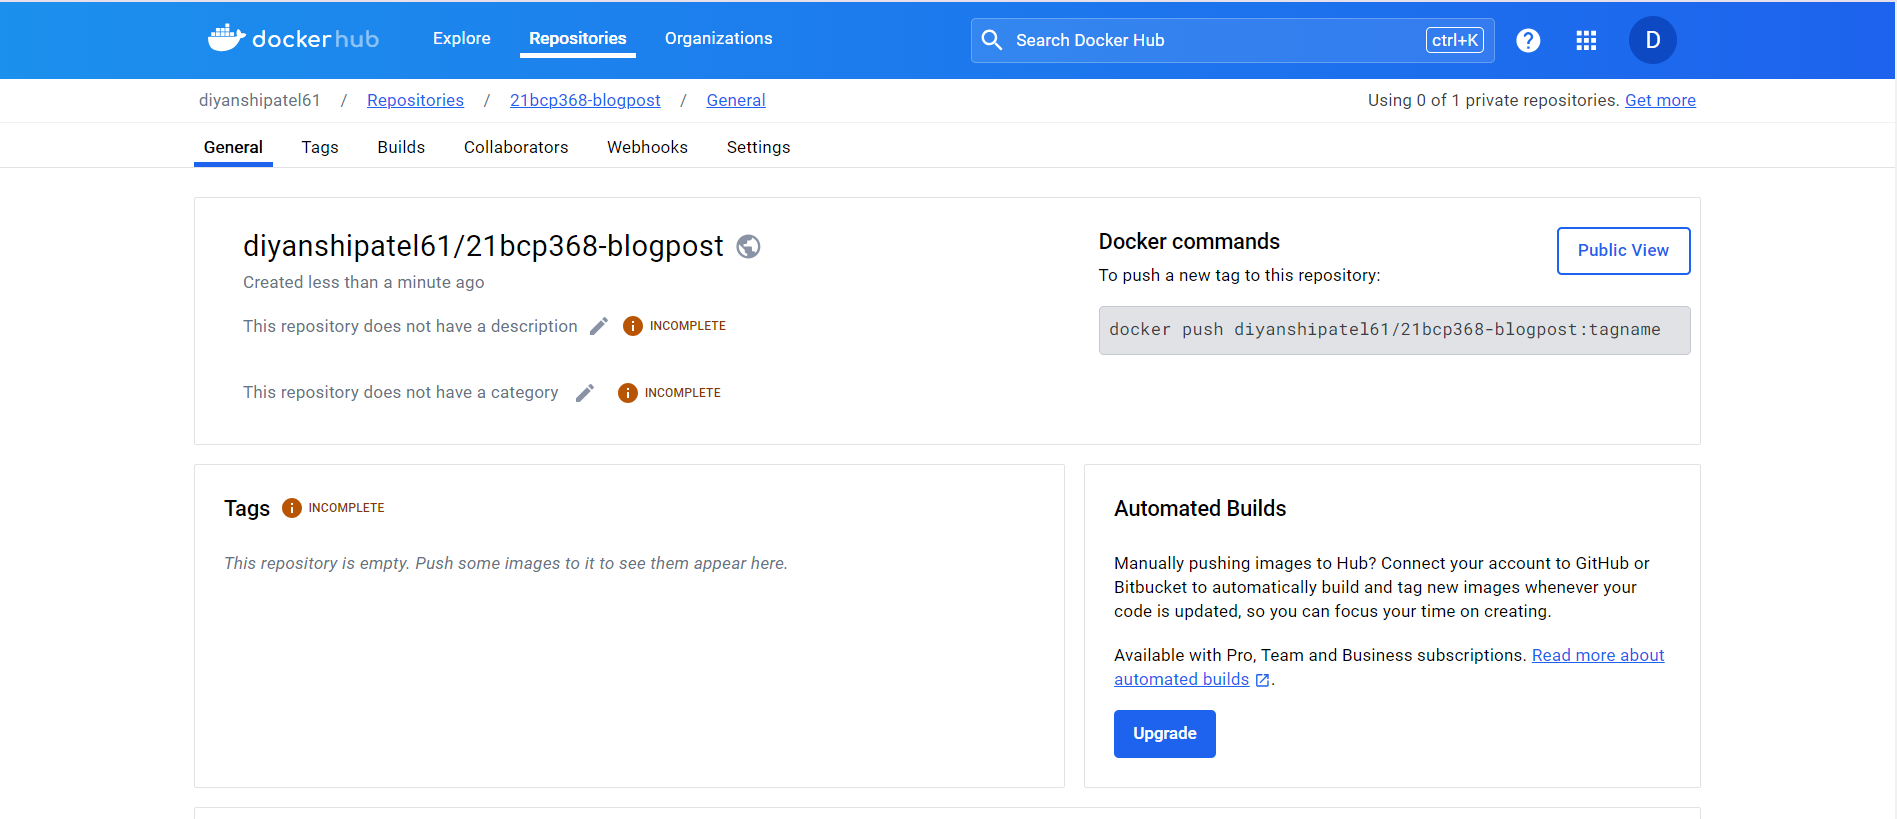 dockerhub Explore Repositories Organizations Search Docker Hub ctrl+K ? D
diyanshipatel61 / Repositories / 21bcp368-blogpost / General Using 0 of 1 private repositories. Get more
General Tags Builds Collaborators Webhooks Settings
diyanshipatel61/21bcp368-blogpost
Created less than a minute ago
This repository does not have a description INCOMPLETE
This repository does not have a category INCOMPLETE
Docker commands
Public View
To push a new tag to this repository:
docker push diyanshipatel61/21bcp368-blogpost:tagname
Tags INCOMPLETE
This repository is empty. Push some images to it to see them appear here.
Automated Builds
Manually pushing images to Hub? Connect your account to GitHub or
Bitbucket to automatically build and tag new images whenever your
code is updated, so you can focus your time on creating.
Available with Pro, Team and Business subscriptions. Read more about
automated builds .
Upgrade